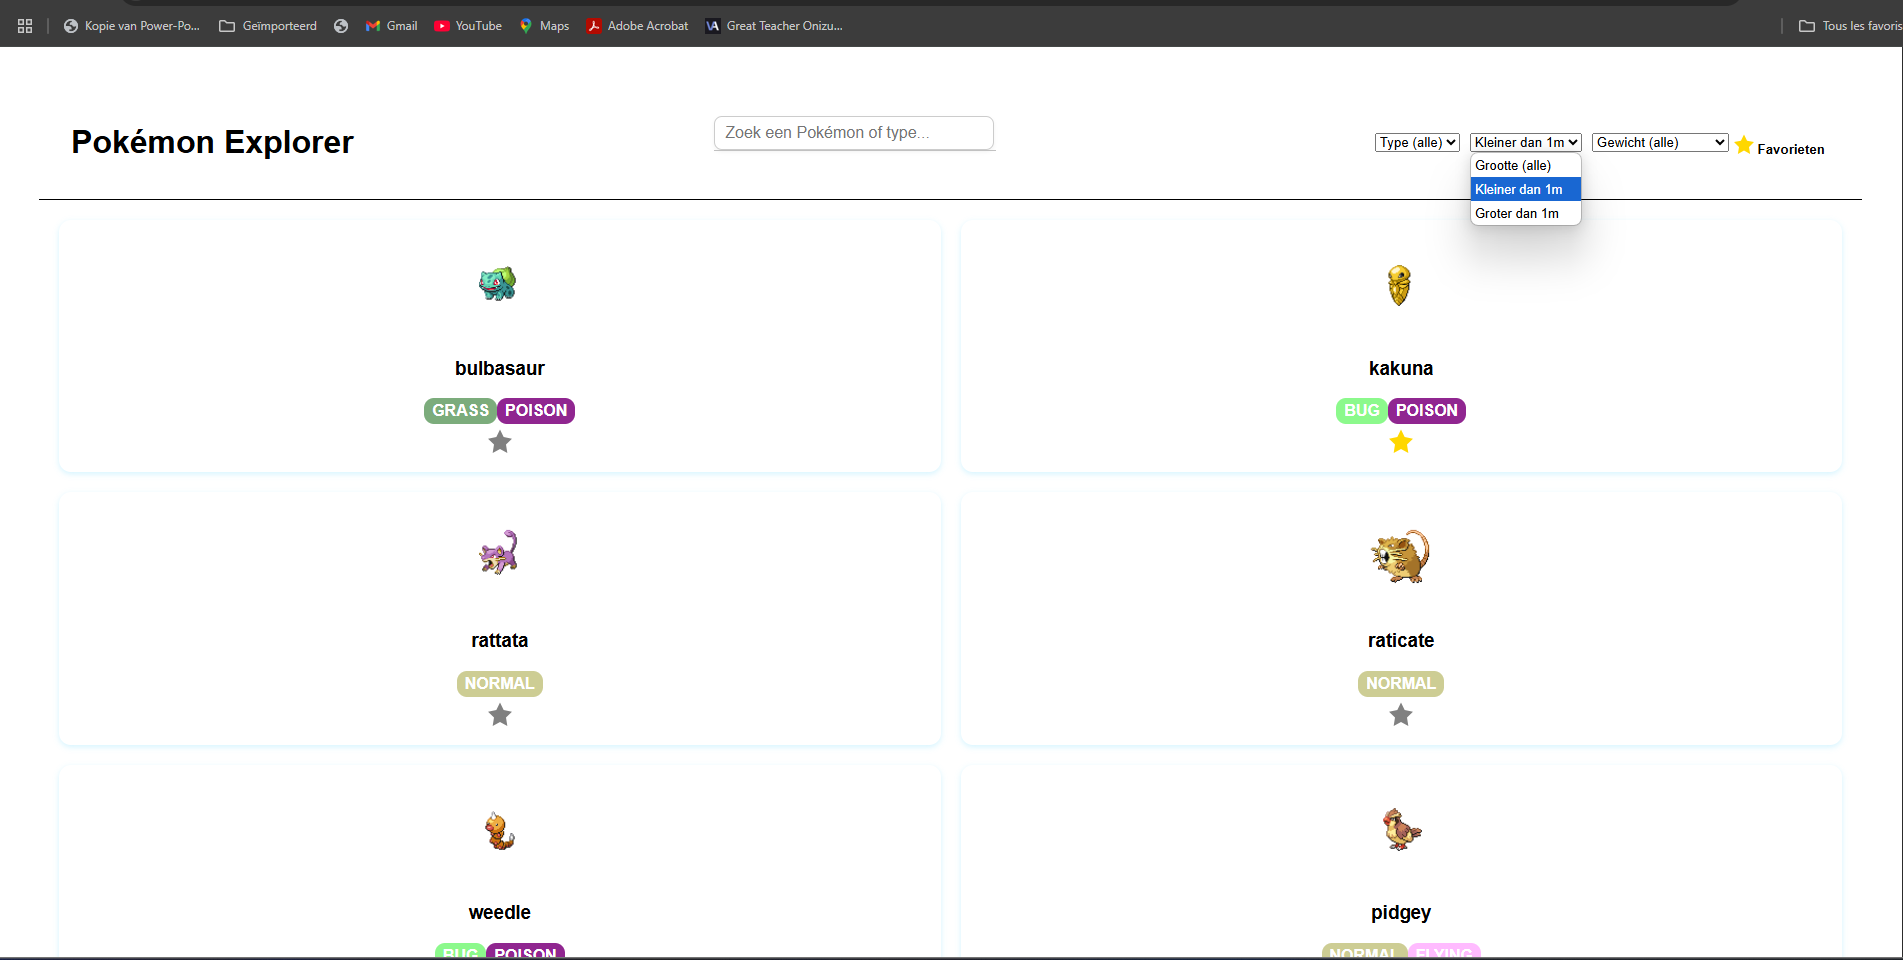 Kopie van Power-Po... Geïmporteerd Gmail YouTube Maps Adobe Acrobat Great Teacher Onizu... Tous les favoris
Pokémon Explorer
Zoek een Pokémon of type...
Type (alle) Kleiner dan 1m Gewicht (alle) Favorieten
Grootte (alle)
Kleiner dan 1m
Groter dan 1m
bulbasaur
GRASS POISON
kakuna
BUG POISON
rattata
NORMAL
raticate
NORMAL
weedle
BUG POISON
pidgey
NORMAL FLYING